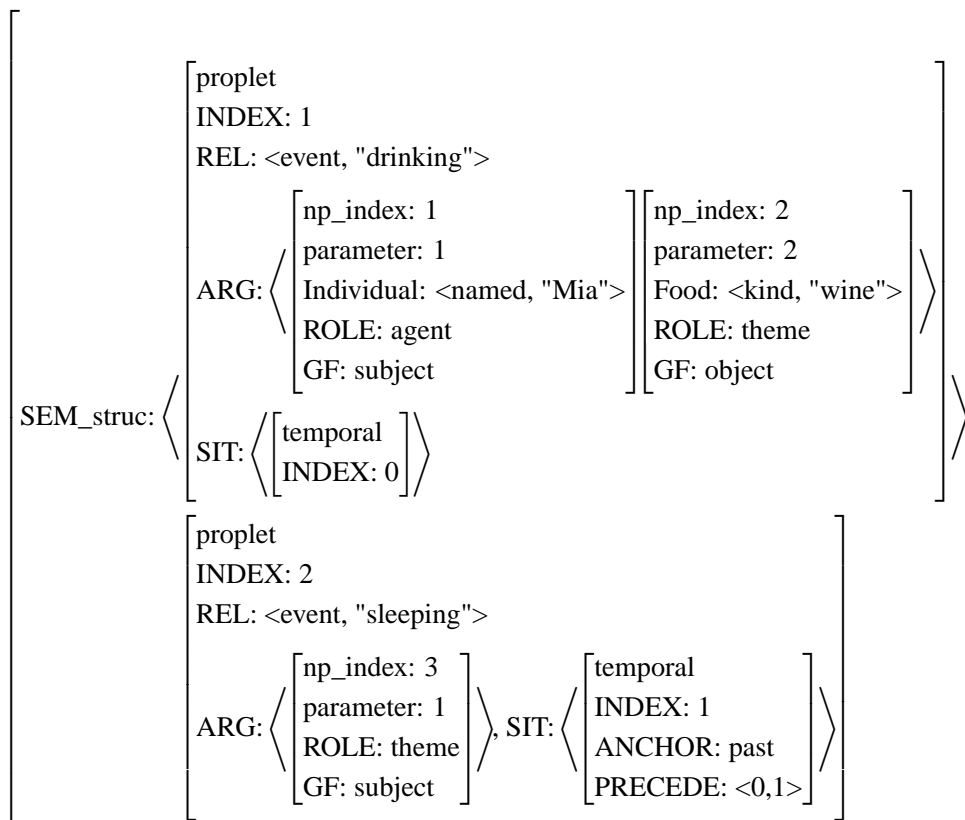 proplet
INDEX: 1
REL: <event, "drinking">
np_index: 1 np_index: 2
parameter: 1 parameter: 2
ARG: Individual: <named, "Mia"> Food: <kind, "wine">
ROLE: agent ROLE: theme
GF: subject GF: object
SEM_struc:
temporal
SIT:
INDEX: 0
proplet
INDEX: 2
REL: <event, "sleeping">
np_index: 3 temporal
parameter: 1 INDEX: 1
ARG: , SIT:
ROLE: theme ANCHOR: past
GF: subject PRECEDE: <0,1>